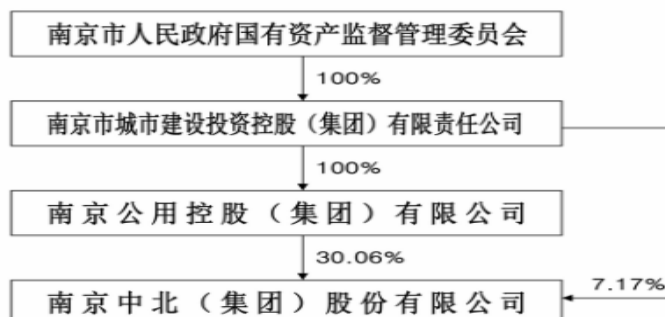 南京市人民政府国有资产监督管理委员会
100%
南京市城市建设投资控股（集团）有限责任公司
100%
南京公用控股（集团）有限公司
30.06%
7.17%
南京中北（集团）股份有限公司